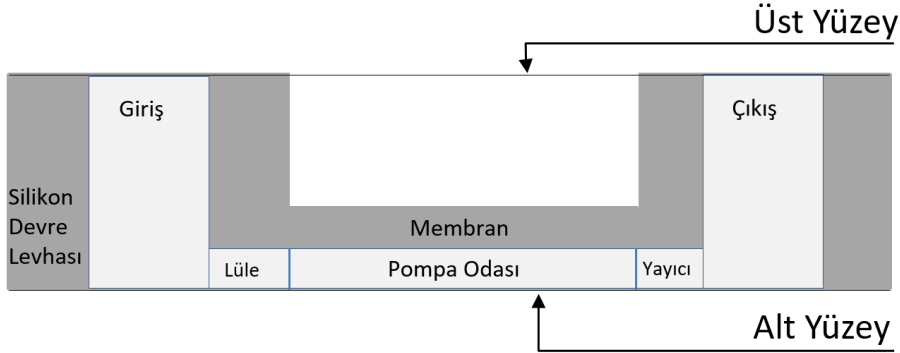 Üst Yüzey
Giriş
Çıkış
Silikon
Devre
Levhası
Membran
Lüle
Pompa Odası
Yayıcı
Alt Yüzey